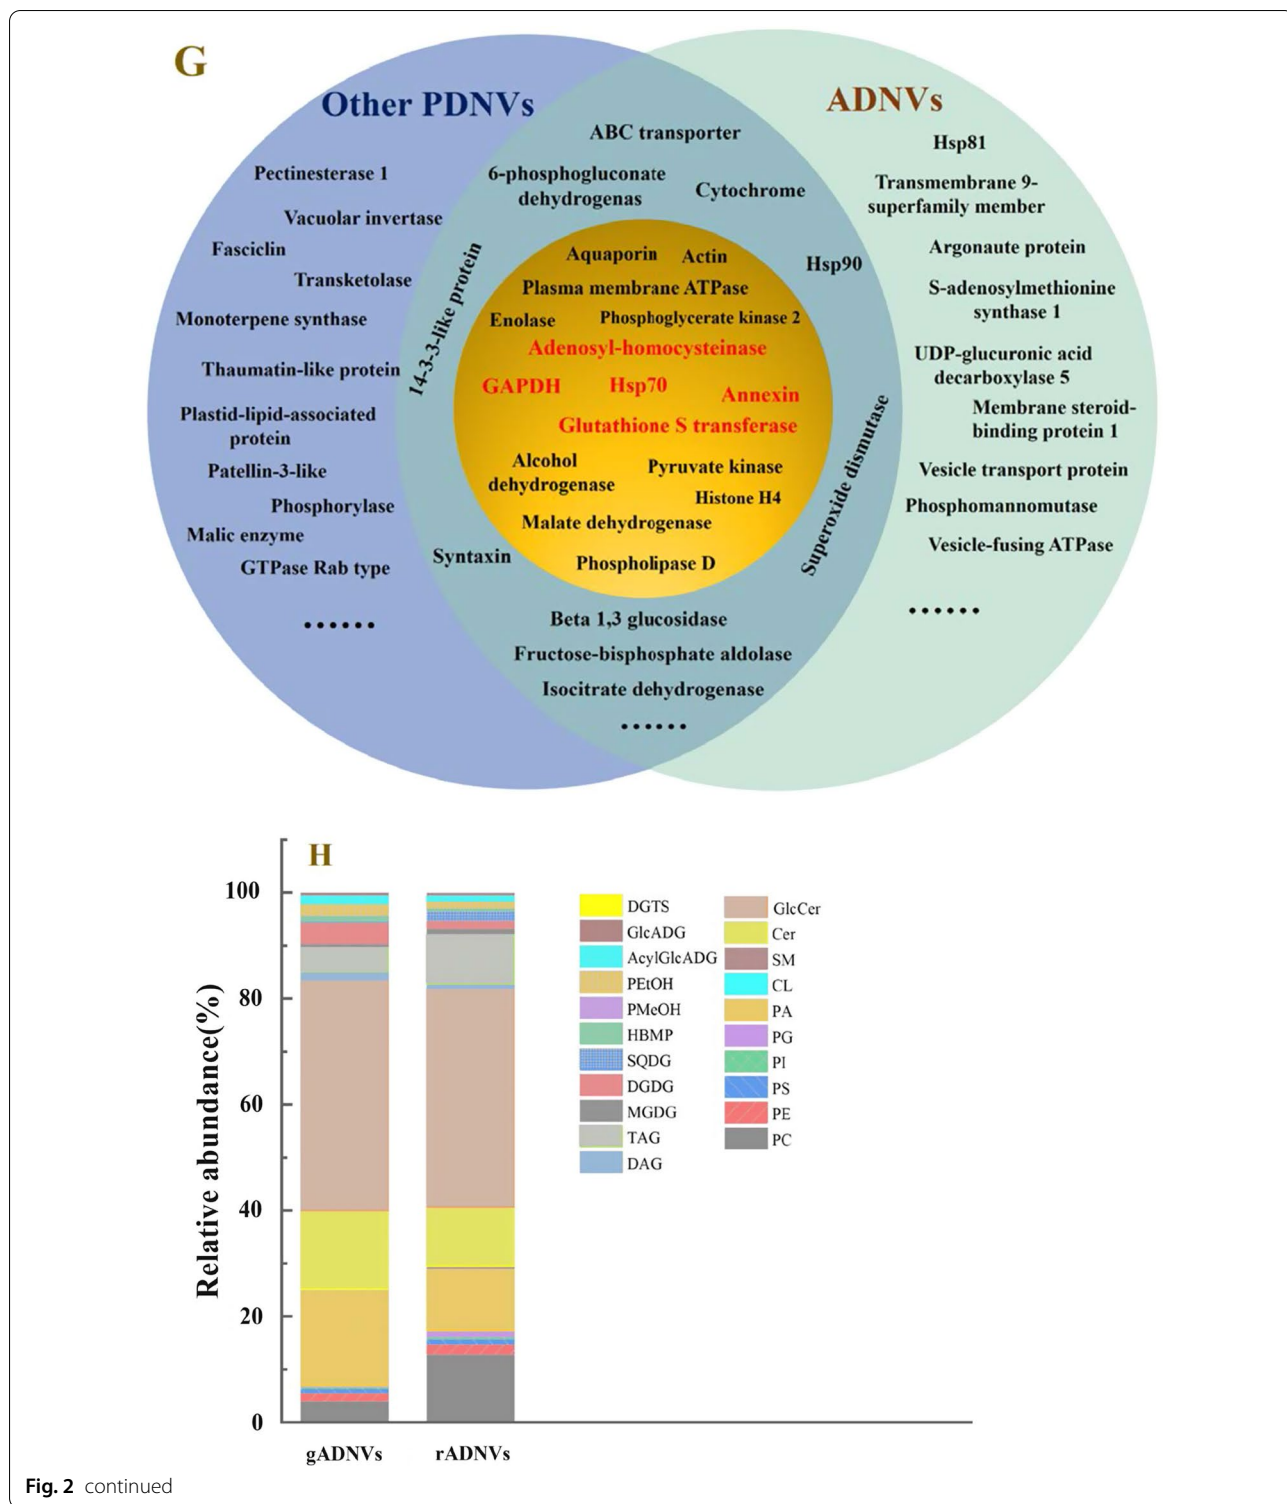 G
Other PDNVs
ADNVs
Pectinesterase 1
Vacuolar invertase
Fasciclin
Transketolase
Monoterpene synthase
Thaumatin-like protein
Plastid-lipid-associated
protein
Patellin-3-like
Phosphorylase
Malic enzyme
GTPase Rab type
......
ABC transporter
6-phosphogluconate
dehydrogenas
Cytochrome
14-3-3-like protein
Hsp90
Aquaporin
Actin
Plasma membrane ATPase
Enolase
Phosphoglycerate kinase 2
Adenosyl-homocysteinase
GAPDH
Hsp70
Annexin
Glutathione S transferase
Alcohol
dehydrogenase
Pyruvate kinase
Histone H4
Malate dehydrogenase
Phospholipase D
Syntaxin
Superoxide dismutase
Beta 1,3 glucosidase
Fructose-bisphosphate aldolase
Isocitrate dehydrogenase
......
Hsp81
Transmembrane 9-
superfamily member
Argonaute protein
S-adenosylmethionine
synthase 1
UDP-glucuronic acid
decarboxylase 5
Membrane steroid-
binding protein 1
Vesicle transport protein
Phosphomannomutase
Vesicle-fusing ATPase
......
H
Relative abundance(%)
100
80
60
40
20
0
gADNVs
rADNVs
DGTS
GlcADG
AcylGlcADG
PEtOH
PMeOH
HBMP
SQDG
DGDG
MGDG
TAG
DAG
GlcCer
Cer
SM
CL
PA
PG
PI
PS
PE
PC
Fig. 2 continued